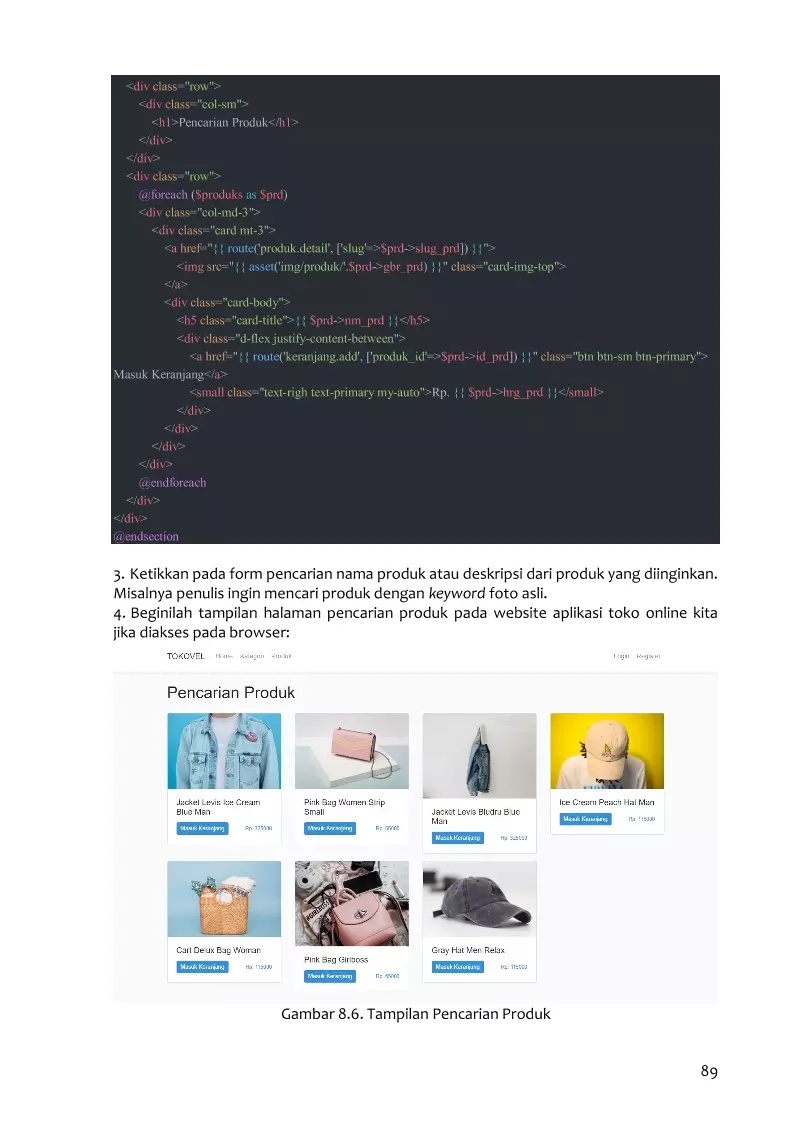 <div class="row">
<div class="col-sm">
<h1>Pencarian Produk</h1>
</div>
</div>
<div class="row">
@foreach ($produks as $prd)
<div class="col-md-3">
<div class="card mt-3">
<a href="{{ route('produk.detail', ['slug'=>$prd->slug_prd]) }}">
<img src="{{ asset('img/produk/'.$prd->gbr_prd) }}" class="card-img-top">
</a>
<div class="card-body">
<h5 class="card-title">{{ $prd->nm_prd }}</h5>
<div class="d-flex justify-content-between">
<a href="{{ route('keranjang.add', ['produk_id'=>$prd->id_prd]) }}" class="btn btn-sm btn-primary">
Masuk Keranjang</a>
<small class="text-righ text-primary my-auto">Rp. {{ $prd->hrg_prd }}</small>
</div>
</div>
</div>
</div>
@endforeach
</div>
</div>
@endsection
3. Ketikkan pada form pencarian nama produk atau deskripsi dari produk yang diinginkan.
Misalnya penulis ingin mencari produk dengan keyword foto asli.
4. Beginilah tampilan halaman pencarian produk pada website aplikasi toko online kita
jika diakses pada browser:
TOKOVEL Home Kategori Produk Login Register
Pencarian Produk
Jacket Levis Ice Cream
Blue Man
Masuk Keranjang Rp. 325000
Pink Bag Women Strip
Small
Masuk Keranjang Rp. 65000
Jacket Levis Bludru Blue
Man
Masuk Keranjang Rp. 325000
Ice Cream Peach Hat Man
Masuk Keranjang Rp. 115000
Cart Delux Bag Woman
Masuk Keranjang Rp. 115000
Pink Bag Girlboss
Masuk Keranjang Rp. 65000
Gray Hat Men Relax
Masuk Keranjang Rp. 115000
Gambar 8.6. Tampilan Pencarian Produk
89